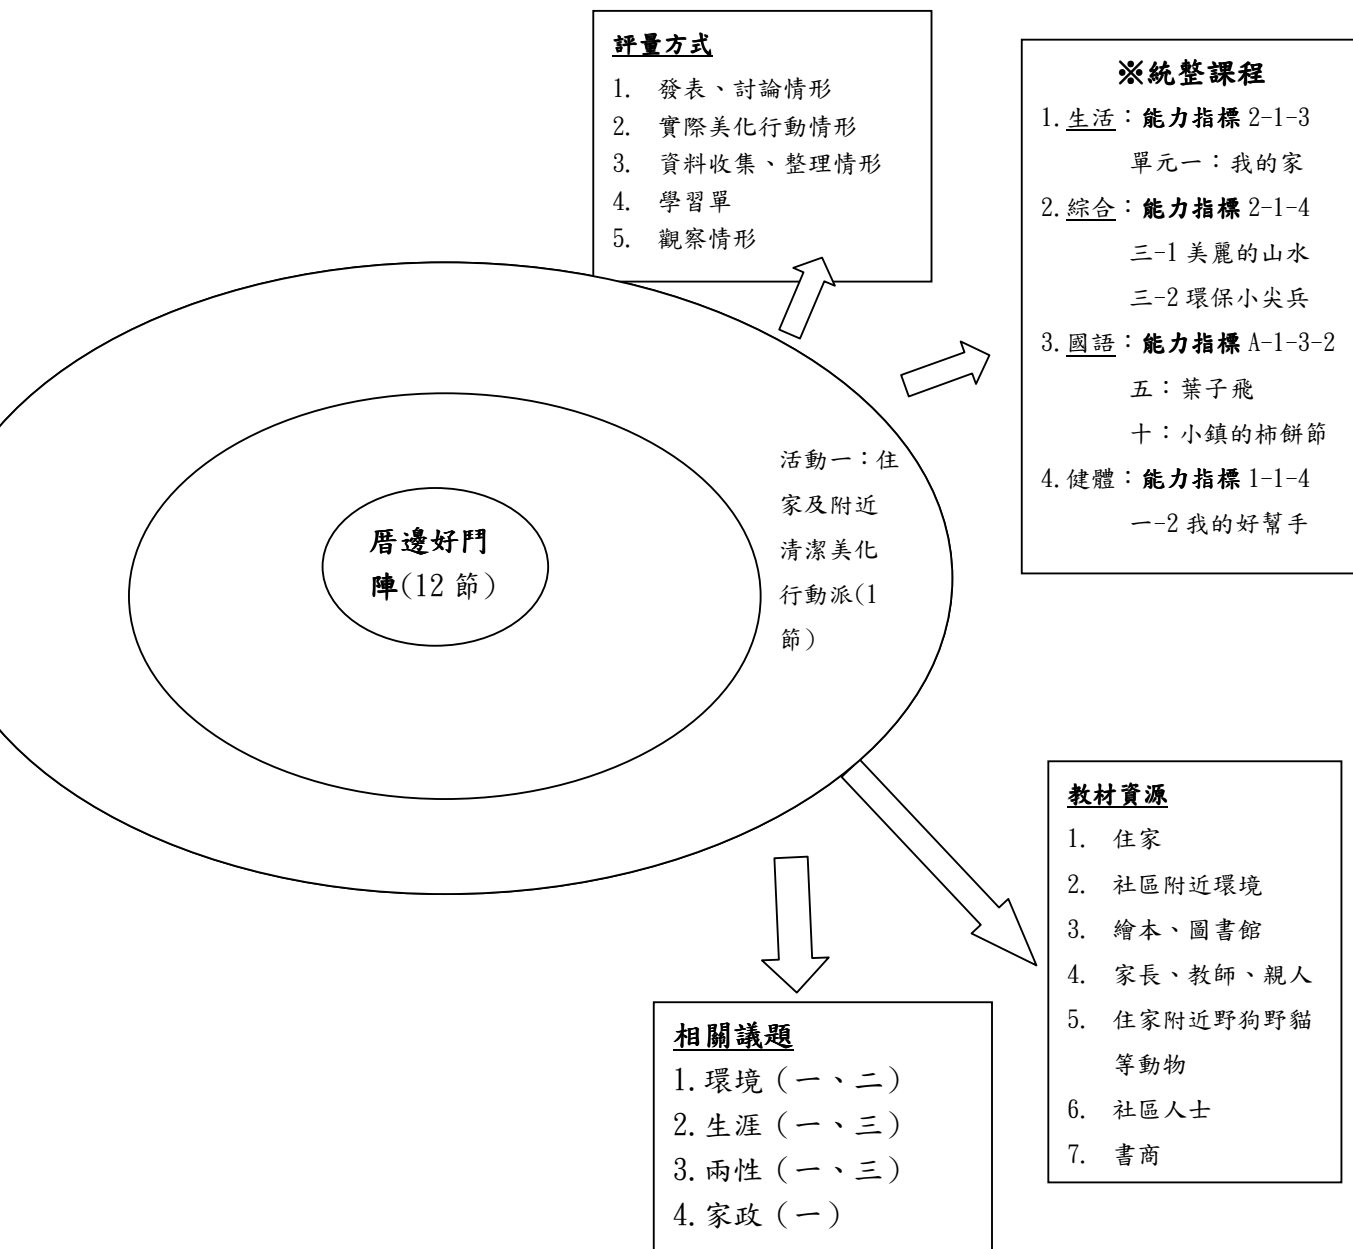 評量方式
1. 發表、討論情形
2. 實際美化行動情形
3. 資料收集、整理情形
4. 學習單
5. 觀察情形
※統整課程
1.生活：能力指標 2-1-3
單元一：我的家
2.綜合：能力指標 2-1-4
三-1 美麗的山水
三-2 環保小尖兵
3.國語：能力指標 A-1-3-2
五：葉子飛
十：小鎮的柿餅節
4.健體：能力指標 1-1-4
一-2 我的好幫手
活動一：住
家及附近
清潔美化
行動派(1
節)
厝邊好鬥
陣(12 節)
教材資源
1. 住家
2. 社區附近環境
3. 繪本、圖書館
4. 家長、教師、親人
5. 住家附近野狗野貓
等動物
6. 社區人士
7. 書商
相關議題
1.環境（一、二）
2.生涯（一、三）
3.兩性（一、三）
4.家政（一）